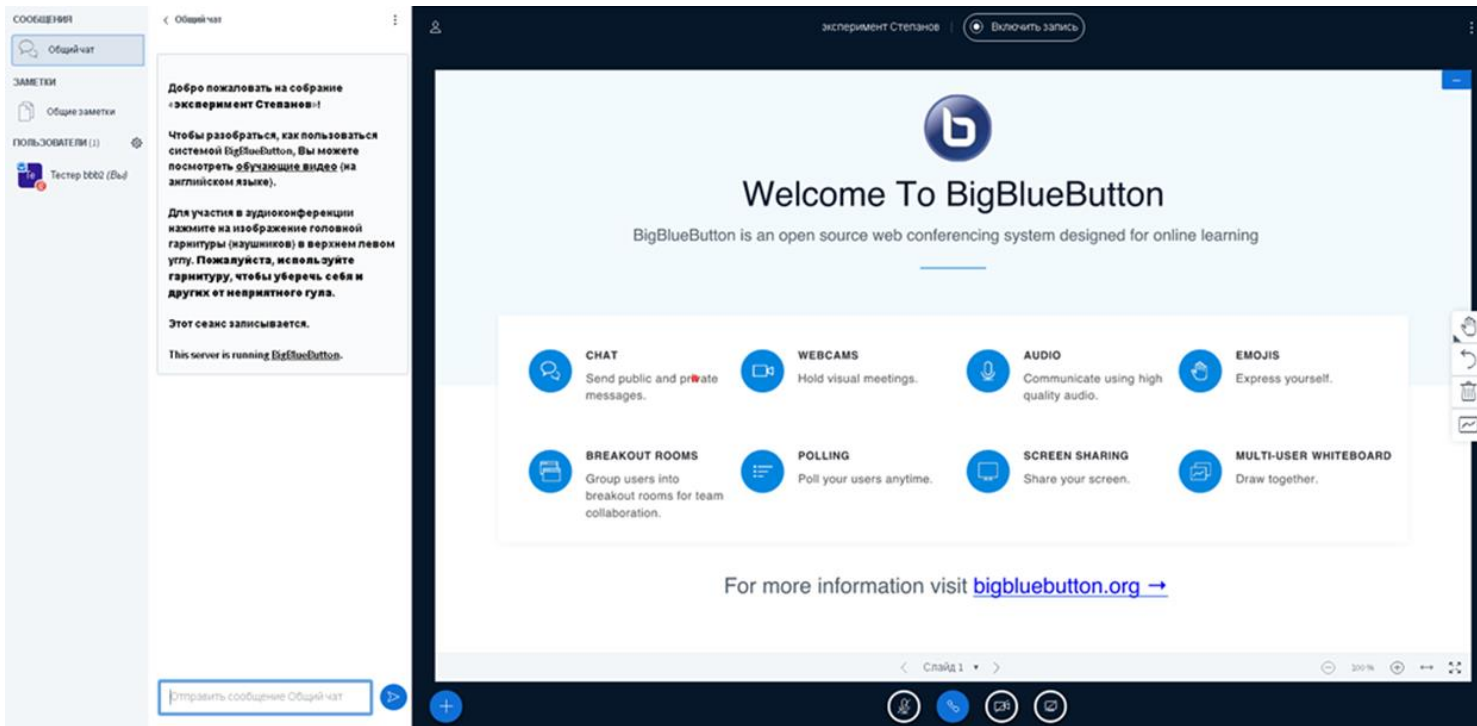 СООБЩЕНИЯ
Общий чат
ЗАМЕТКИ
Общие заметки
ПОЛЬЗОВАТЕЛИ (1)
Te
Тестер bbb2 (Вы)
Общий чат
Добро пожаловать на собрание
«эксперимент Степанов»!
Чтобы разобраться, как пользоваться
системой BigBlueButton, Вы можете
посмотреть обучающие видео (на
английском языке).
Для участия в аудиоконференции
нажмите на изображение головной
гарнитуры (наушников) в верхнем левом
углу. Пожалуйста, используйте
гарнитуру, чтобы уберечь себя и
других от неприятного гула.
Этот сеанс записывается.
This server is running BigBlueButton.
Отправить сообщение Общий чат
эксперимент Степанов
Включить запись
b
Welcome To BigBlueButton
BigBlueButton is an open source web conferencing system designed for online learning
CHAT
Send public and private
messages.
WEBCAMS
Hold visual meetings.
AUDIO
Communicate using high
quality audio.
EMOJIS
Express yourself.
BREAKOUT ROOMS
Group users into
breakout rooms for team
collaboration.
POLLING
Poll your users anytime.
SCREEN SHARING
Share your screen.
MULTI-USER WHITEBOARD
Draw together.
For more information visit bigbluebutton.org →
Слайд 1
100%